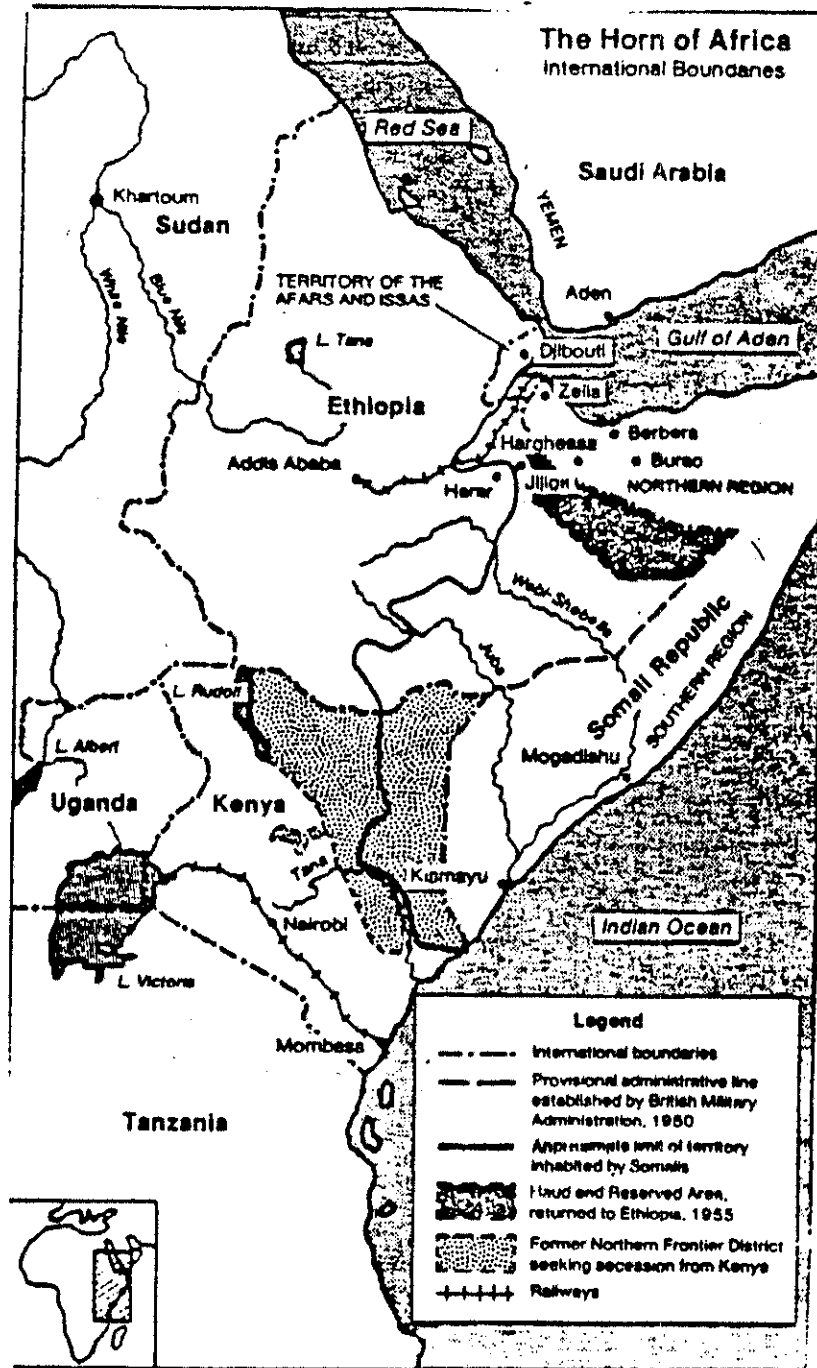 The Horn of Africa
International Boundaries
Red Sea
Saudi Arabia
YEMEN
Khartoum
Sudan
White Nile
Blue Nile
TERRITORY OF THE
AFARS AND ISSAS
Aden
Gulf of Aden
L. Tana
Djibouti
Ethiopia
Zeila
Harghessa
Berbera
Addis Ababa
Burao
Harar
Jijiga
NORTHERN REGION
Webi-Shebelle
Juba
Somali Republic
SOUTHERN REGION
L. Rudolf
L. Albert
Mogadishu
Uganda
Kenya
Tana
Kismayu
Nairobi
Indian Ocean
L. Victoria
Mombasa
Tanzania
Legend
International boundaries
Provisional administrative line
established by British Military
Administration, 1950
Approximate limit of territory
inhabited by Somalis
Haud and Reserved Area,
returned to Ethiopia, 1955
Former Northern Frontier District
seeking secession from Kenya
Railways